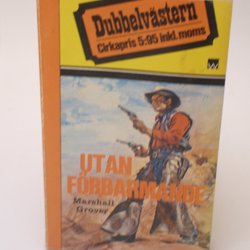 Dubbelvästern
Cirkapris 5:95 inkl. moms
UTAN
FÖRBARMANDE
Marshall
Grover